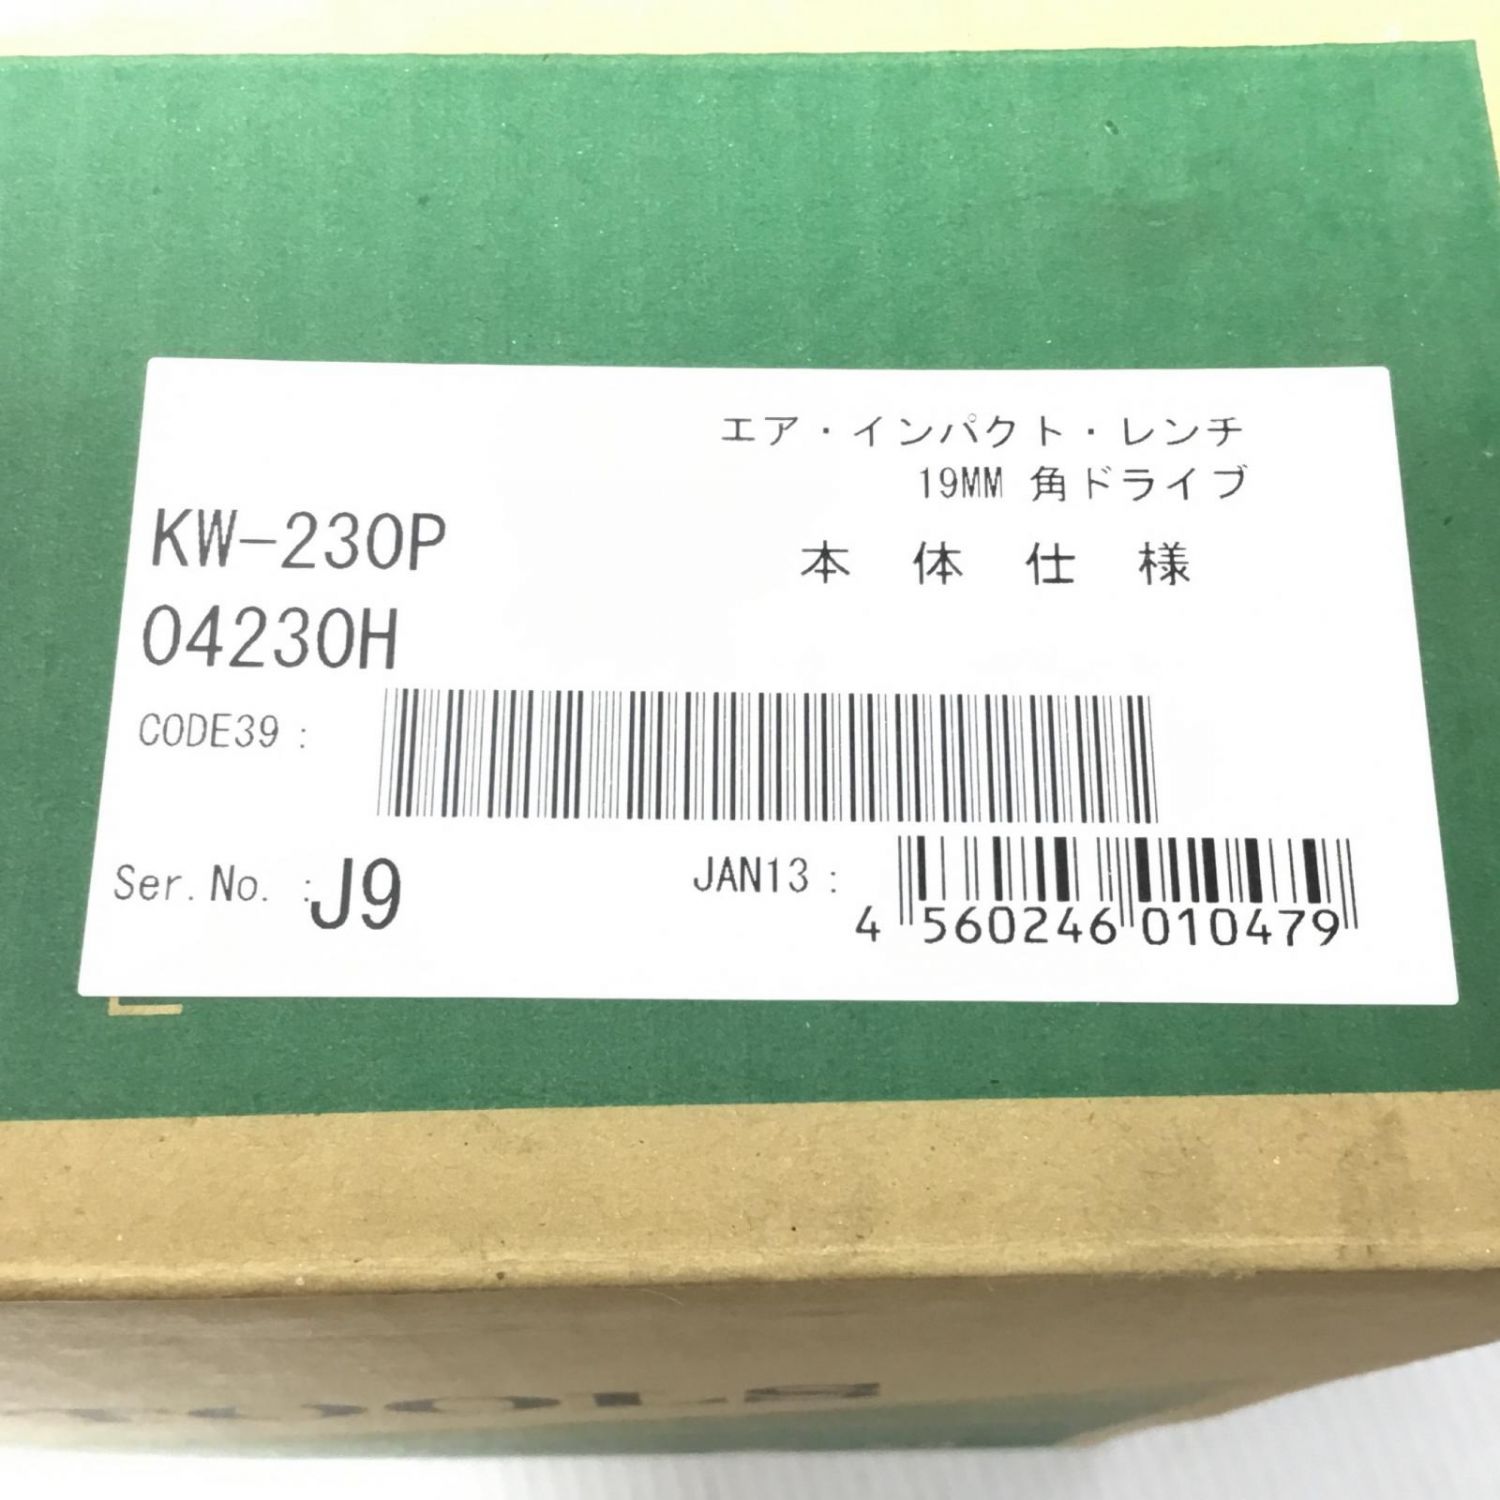 エア・インパクト・レンチ
19MM 角ドライブ
KW-230P
本体仕様
04230H
CODE39 :
Ser.No. :J9
JAN13 :
4 560246 010479
TOOLS